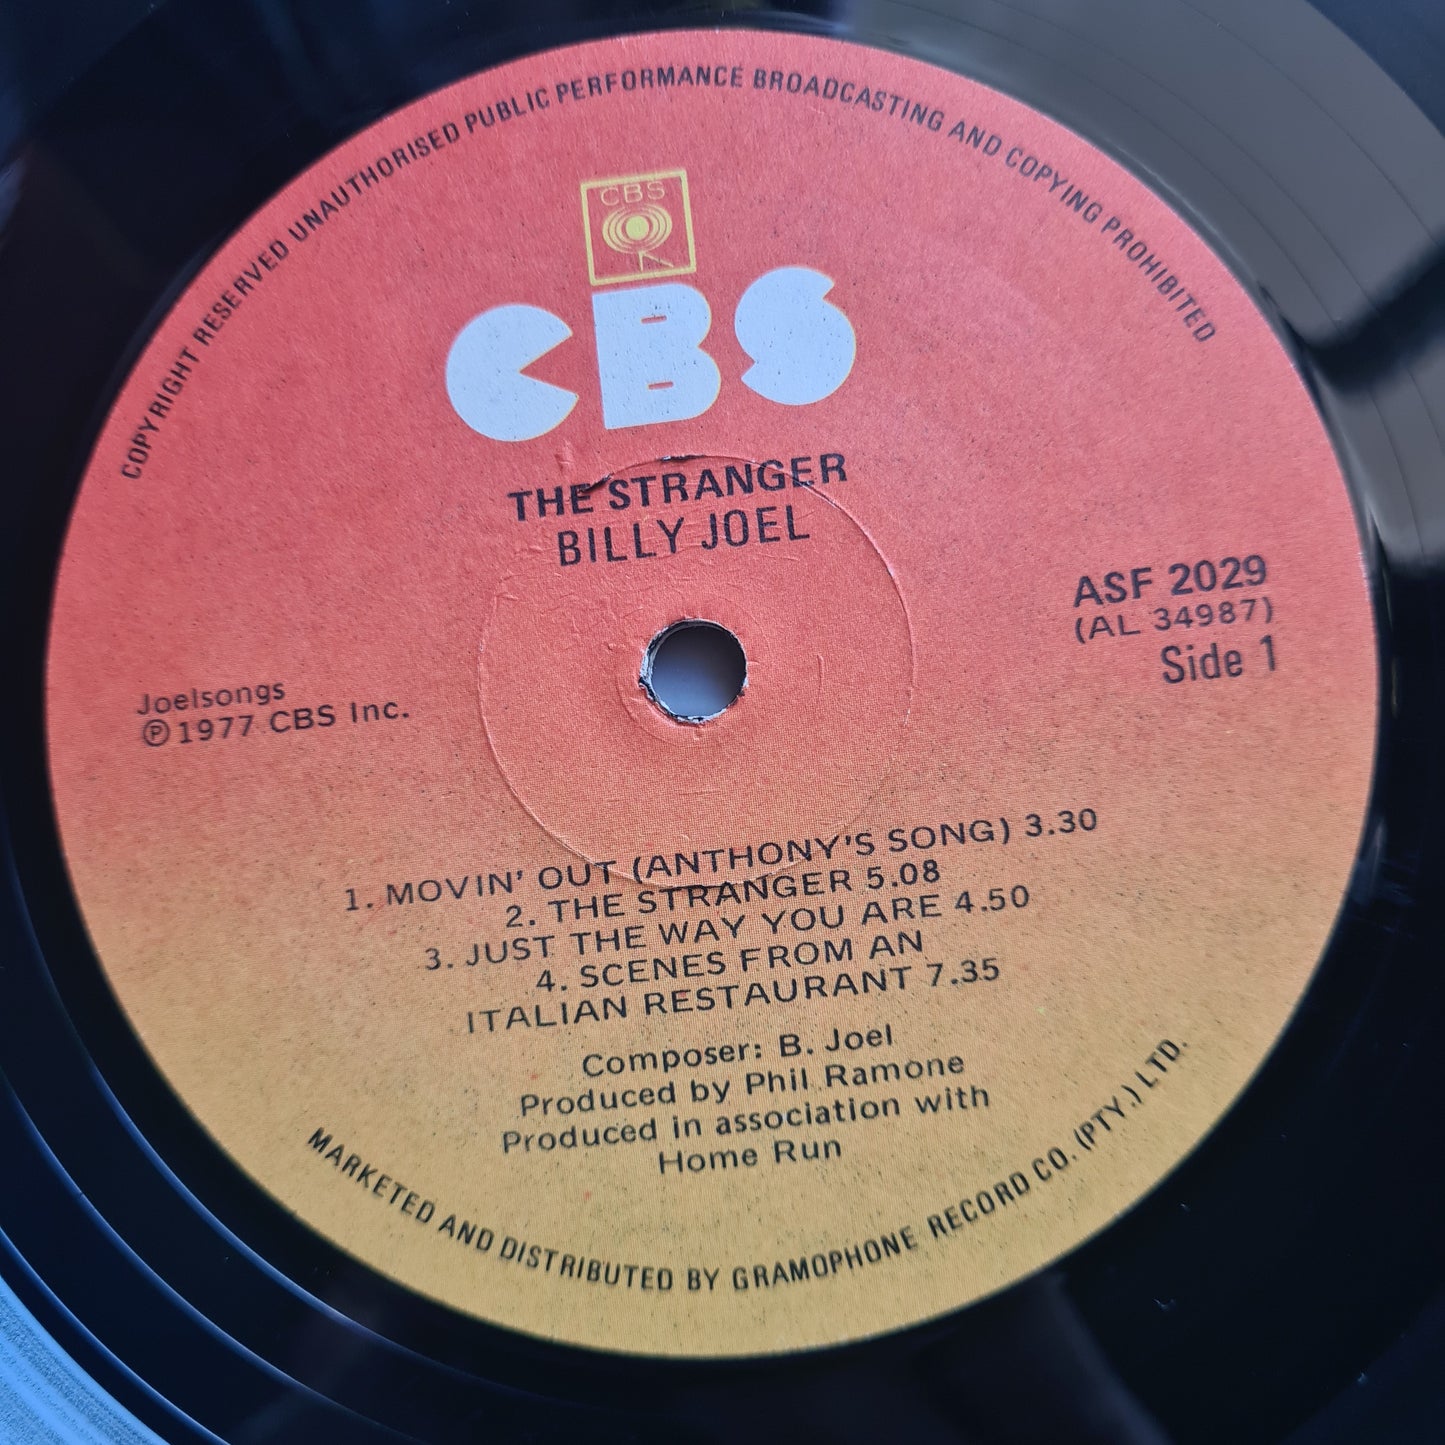 COPYRIGHT RESERVED UNAUTHORISED PUBLIC PERFORMANCE BROADCASTING AND COPYING PROHIBITED
CBS
CBS
THE STRANGER
BILLY JOEL
ASF 2029
(AL 34987)
Side 1
Joelsongs
℗ 1977 CBS Inc.
1. MOVIN' OUT (ANTHONY'S SONG) 3.30
2. THE STRANGER 5.08
3. JUST THE WAY YOU ARE 4.50
4. SCENES FROM AN
ITALIAN RESTAURANT 7.35
Composer: B. Joel
Produced by Phil Ramone
Produced in association with
Home Run
MARKETED AND DISTRIBUTED BY GRAMOPHONE RECORD CO. (PTY.) LTD.